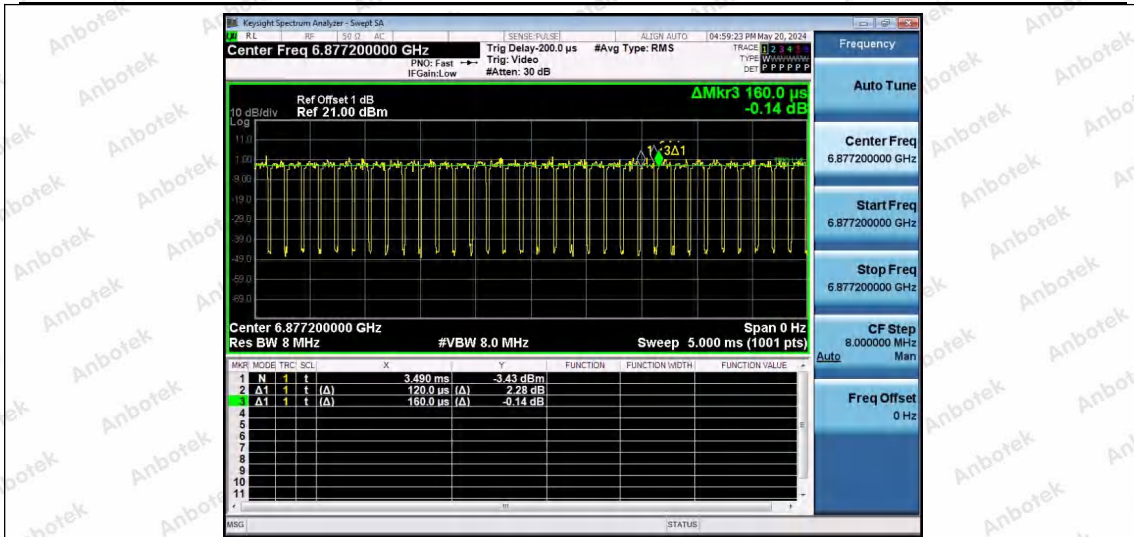 Keysight Spectrum Analyzer - Swept SA
RL RF 50 Ω AC SENSE:PULSE ALIGN AUTO 04:59:23 PM May 20, 2024
Center Freq 6.877200000 GHz
PNO: Fast
IFGain:Low
Trig Delay-200.0 µs
Trig: Video
#Atten: 30 dB
#Avg Type: RMS
TRACE 1 2 3 4 5 6
TYPE WWWWWW
DET P P P P P P
ΔMkr3 160.0 µs
-0.14 dB
Ref Offset 1 dB
10 dB/div Ref 21.00 dBm
Log
11.0
1.00
-9.00
-19.0
-29.0
-39.0
-49.0
-59.0
-69.0
1 3Δ1
Center 6.877200000 GHz Span 0 Hz
Res BW 8 MHz #VBW 8.0 MHz Sweep 5.000 ms (1001 pts)
MKR MODE TRC SCL X Y FUNCTION FUNCTION WIDTH FUNCTION VALUE
1 N 1 t 3.490 ms -3.43 dBm
2 Δ1 1 t (Δ) 120.0 µs (Δ) 2.28 dB
3 Δ1 1 t (Δ) 160.0 µs (Δ) -0.14 dB
4
5
6
7
8
9
10
11
MSG STATUS
Frequency
Auto Tune
Center Freq
6.877200000 GHz
Start Freq
6.877200000 GHz
Stop Freq
6.877200000 GHz
CF Step
8.000000 MHz
Auto Man
Freq Offset
0 Hz
Anbotek